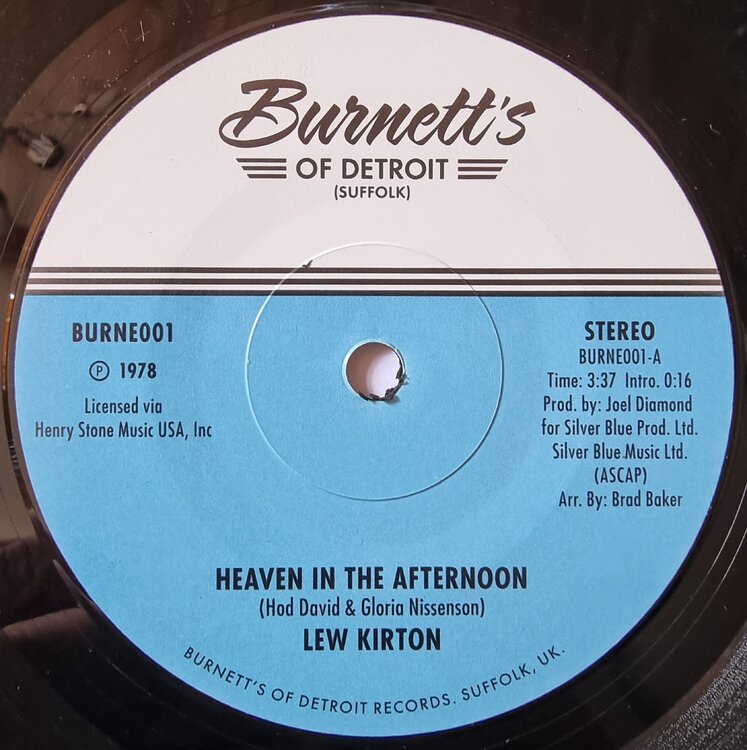 Burnett's
OF DETROIT
(SUFFOLK)
BURNE001
℗ 1978
Licensed via
Henry Stone Music USA, Inc
STEREO
BURNE001-A
Time: 3:37 Intro. 0:16
Prod. by: Joel Diamond
for Silver Blue Prod. Ltd.
Silver Blue Music Ltd.
(ASCAP)
Arr. By: Brad Baker
HEAVEN IN THE AFTERNOON
(Hod David & Gloria Nissenson)
LEW KIRTON
BURNETT'S OF DETROIT RECORDS. SUFFOLK, UK.